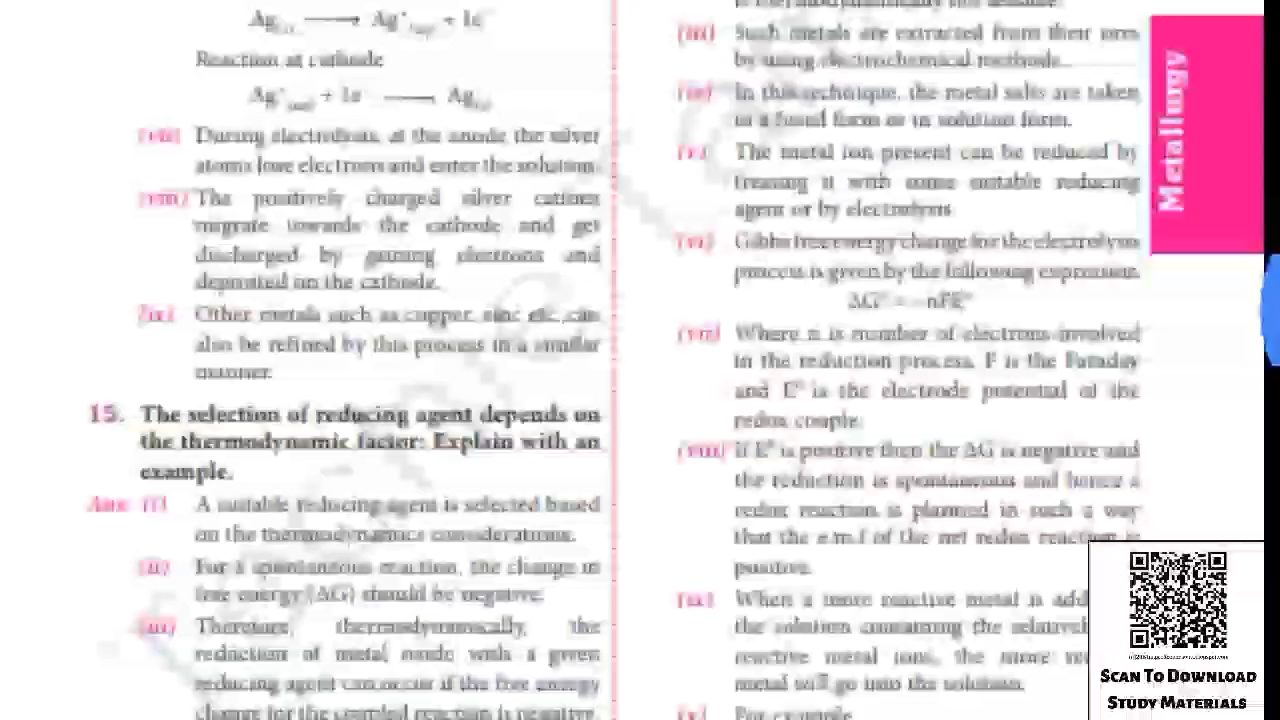 Ag(s) ⟶ Ag⁺(aq) + 1e⁻
Reaction at cathode
Ag⁺(aq) + 1e⁻ ⟶ Ag(s)
(vii) During electrolysis, at the anode the silver
atoms lose electrons and enter the solution.
(viii) The positively charged silver cations
migrate towards the cathode and get
discharged by gaining electrons and
deposited on the cathode.
(ix) Other metals such as copper, zinc etc.,can
also be refined by this process in a similar
manner.
15. The selection of reducing agent depends on
the thermodynamic factor: Explain with an
example.
Ans (i) A suitable reducing agent is selected based
on the thermodynamics considerations.
(ii) For a spontaneous reaction, the change in
free energy (ΔG) should be negative.
(iii) Therefore, thermodynamically, the
reduction of metal oxide with a given
reducing agent can occur if the free energy
change for the coupled reaction is negative.
(iii) Such metals are extracted from their ores
by using electrochemical methods.
(iv) In this technique, the metal salts are taken
in a fused form or in solution form.
(v) The metal ion present can be reduced by
treating it with some suitable reducing
agent or by electrolysis
(vi) Gibbs free energy change for the electrolysis
process is given by the following expression
ΔG° = - nFE°
(vii) Where n is number of electrons involved
in the reduction process, F is the Faraday
and E° is the electrode potential of the
redox couple.
(viii) If E° is positive then the ΔG is negative and
the reduction is spontaneous and hence a
redox reaction is planned in such a way
that the e.m.f of the net redox reaction is
positive.
(ix) When a more reactive metal is
the solution containing the
reactive metal ions, the more
metal will go into the solution.
(x) For example
Metallurgy
SCAN TO DOWNLOAD
STUDY MATERIALS